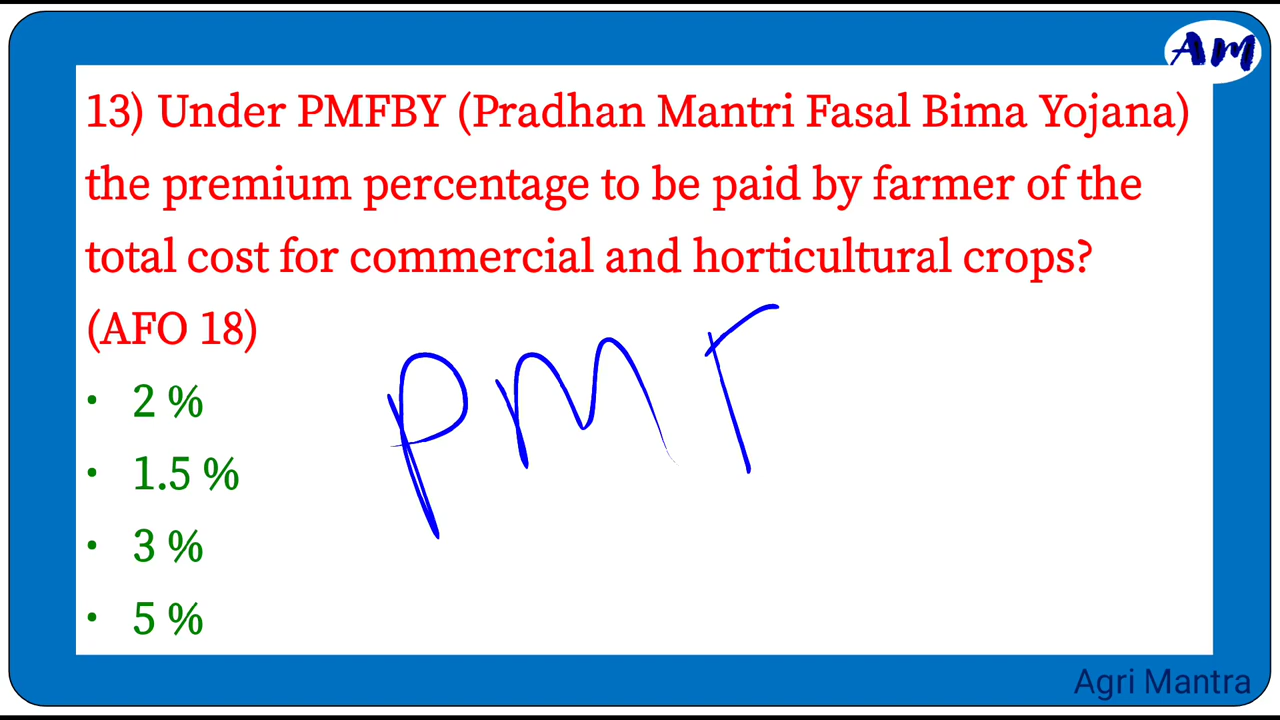 AM
13) Under PMFBY (Pradhan Mantri Fasal Bima Yojana)
the premium percentage to be paid by farmer of the
total cost for commercial and horticultural crops?
(AFO 18)
PMF
• 2 %
• 1.5 %
• 3 %
• 5 %
Agri Mantra